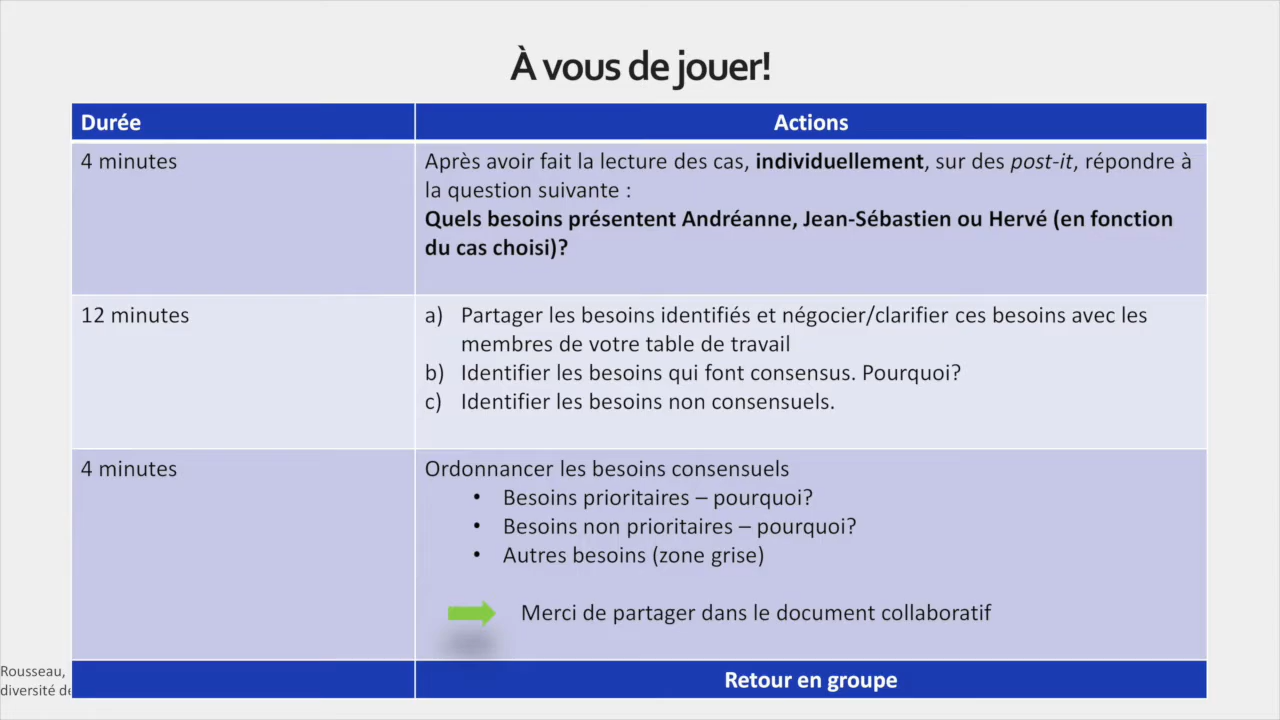 À vous de jouer!
Durée
Actions
4 minutes
Après avoir fait la lecture des cas, individuellement, sur des post-it, répondre à
la question suivante :
Quels besoins présentent Andréanne, Jean-Sébastien ou Hervé (en fonction
du cas choisi)?
12 minutes
a) Partager les besoins identifiés et négocier/clarifier ces besoins avec les
membres de votre table de travail
b) Identifier les besoins qui font consensus. Pourquoi?
c) Identifier les besoins non consensuels.
4 minutes
Ordonnancer les besoins consensuels
• Besoins prioritaires – pourquoi?
• Besoins non prioritaires – pourquoi?
• Autres besoins (zone grise)
Merci de partager dans le document collaboratif
Rousseau,
diversité
Retour en groupe